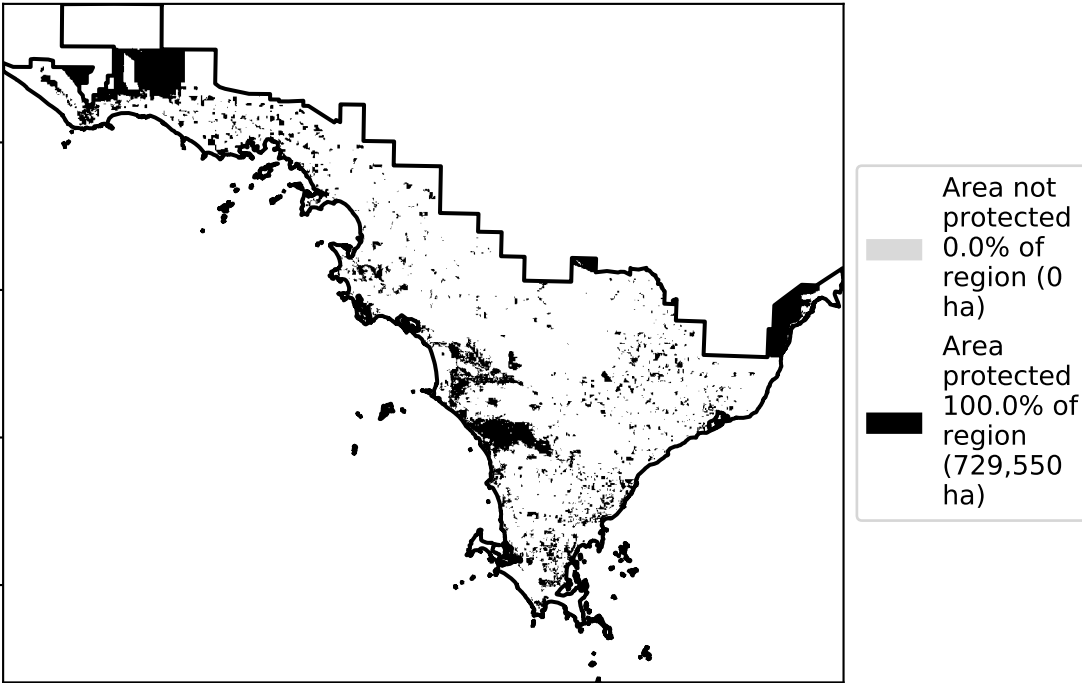 Area not
protected
0.0% of
region (0
ha)
Area
protected
100.0% of
region
(729,550
ha)